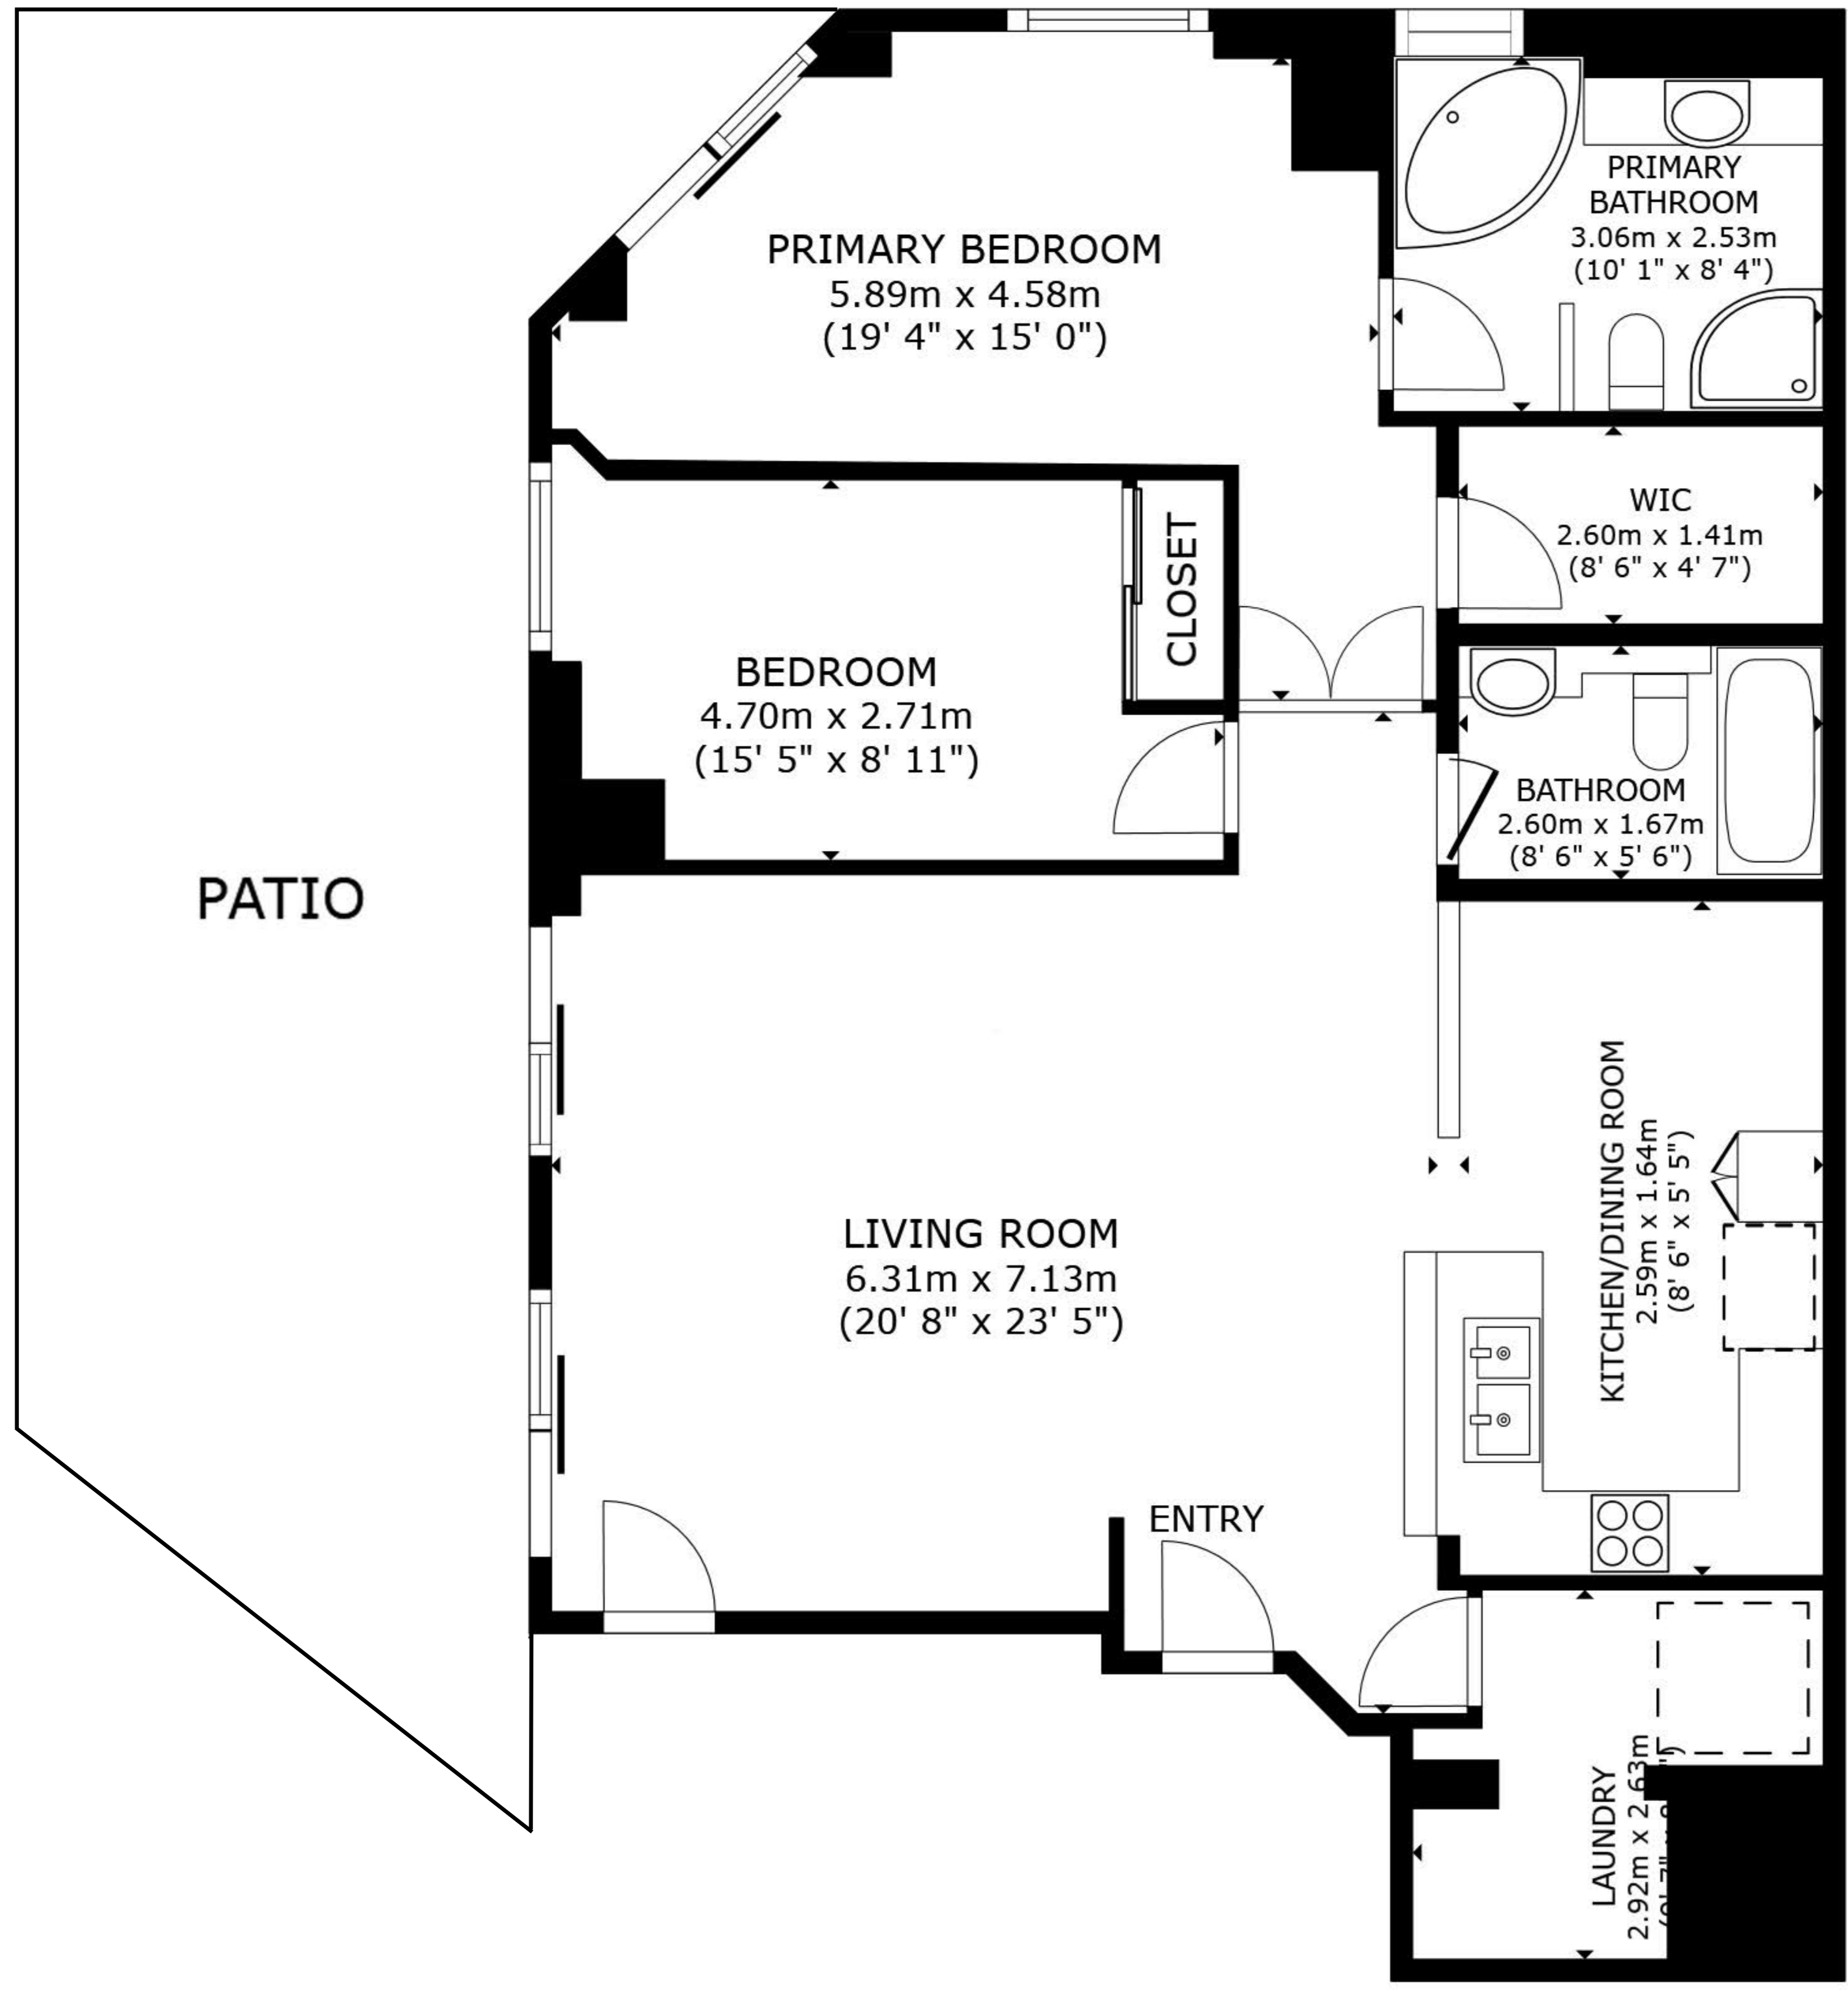 PRIMARY
BATHROOM
3.06m x 2.53m
(10' 1" x 8' 4")
PRIMARY BEDROOM
5.89m x 4.58m
(19' 4" x 15' 0")
WIC
2.60m x 1.41m
(8' 6" x 4' 7")
CLOSET
BEDROOM
4.70m x 2.71m
(15' 5" x 8' 11")
BATHROOM
2.60m x 1.67m
(8' 6" x 5' 6")
PATIO
LIVING ROOM
6.31m x 7.13m
(20' 8" x 23' 5")
KITCHEN/DINING ROOM
2.59m x 1.64m
(8' 6" x 5' 5")
ENTRY
LAUNDRY
2.92m x 2.63m